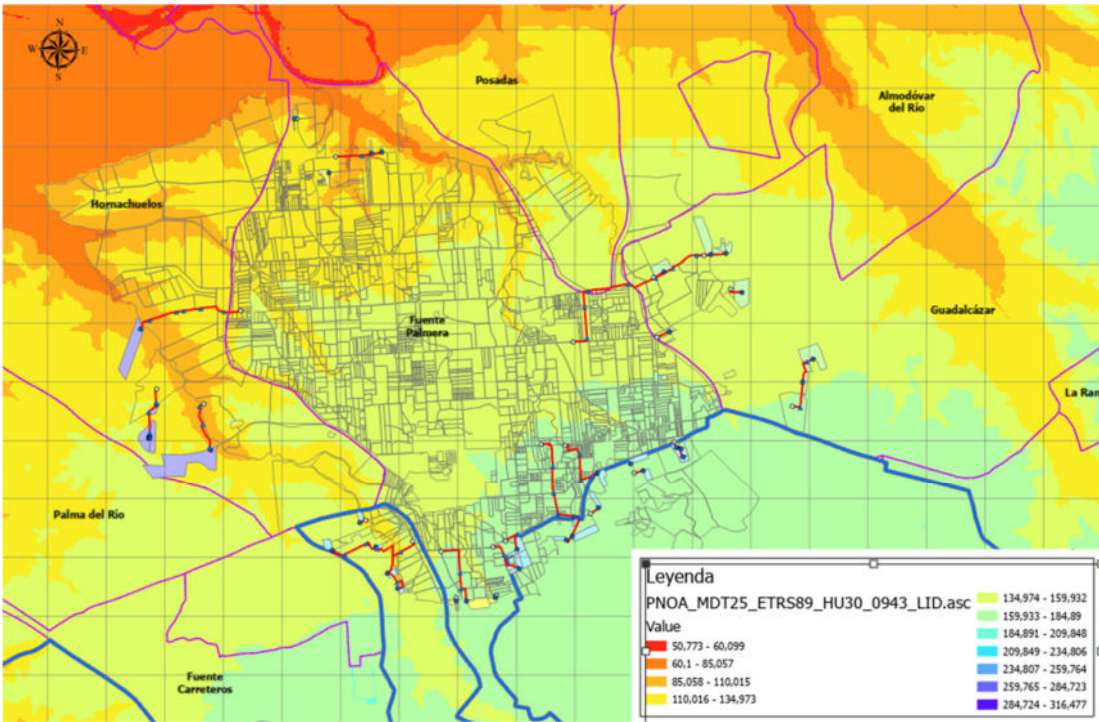 N
W E
S
Posadas
Almodóvar
del Río
Hornachuelos
Fuente
Palmera
Guadalcázar
La Ram
Palma del Río
Fuente
Carreteros
Leyenda
PNOA_MDT25_ETRS89_HU30_0943_LID.asc
Value
50,773 - 60,099
60,1 - 85,057
85,058 - 110,015
110,016 - 134,973
134,974 - 159,932
159,933 - 184,89
184,891 - 209,848
209,849 - 234,806
234,807 - 259,764
259,765 - 284,723
284,724 - 316,477